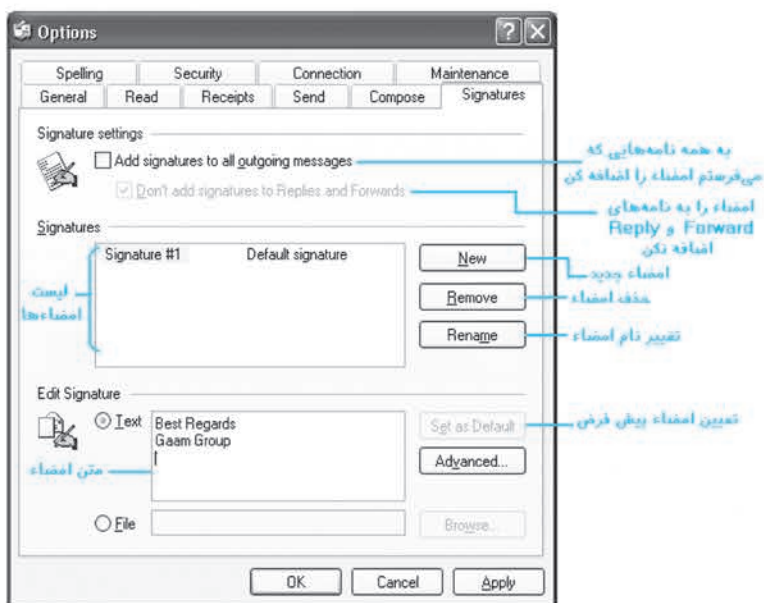 Options
Spelling Security Connection Maintenance
General Read Receipts Send Compose Signatures
Signature settings
Add signatures to all outgoing messages
Don't add signatures to Replies and Forwards
به همه نامه‌هایی که
می‌فرستم امضاء را اضافه کن
امضاء را به نامه‌های
Reply و Forward
اضافه نکن
Signatures
Signature #1 Default signature
New
Remove
Rename
امضاء جدید
حذف امضاء
تغییر نام امضاء
لیست
امضاءها
Edit Signature
Text
Best Regards
Gaam Group
متن امضاء
Set as Default
تعیین امضاء پیش فرض
Advanced...
File
Browse...
OK Cancel Apply